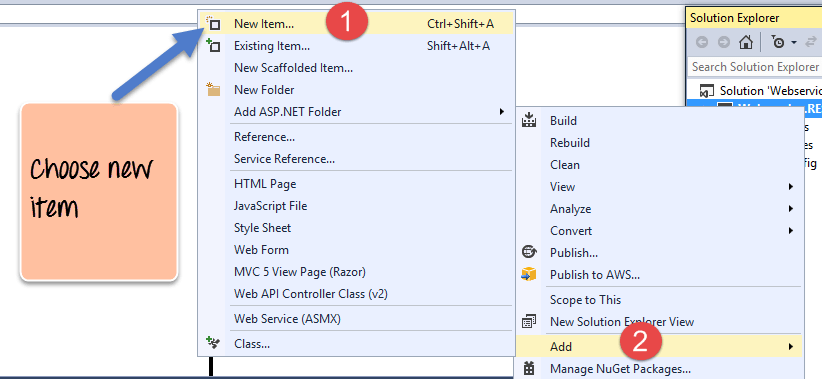 New Item... Ctrl+Shift+A
1
Existing Item... Shift+Alt+A
New Scaffolded Item...
New Folder
Add ASP.NET Folder
Reference...
Service Reference...
HTML Page
JavaScript File
Style Sheet
Web Form
MVC 5 View Page (Razor)
Web API Controller Class (v2)
Web Service (ASMX)
Class...
Choose new
item
Solution Explorer
Search Solution Explorer
Solution 'Webservic
Build
Rebuild
Clean
View
Analyze
Convert
Publish...
Publish to AWS...
Scope to This
New Solution Explorer View
Add
2
Manage NuGet Packages...